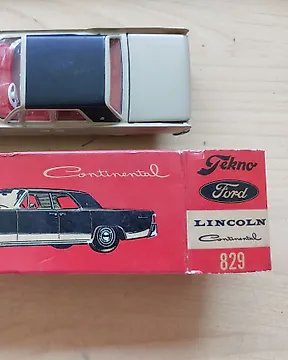 Continental
Tekno
Ford
LINCOLN
Continental
829